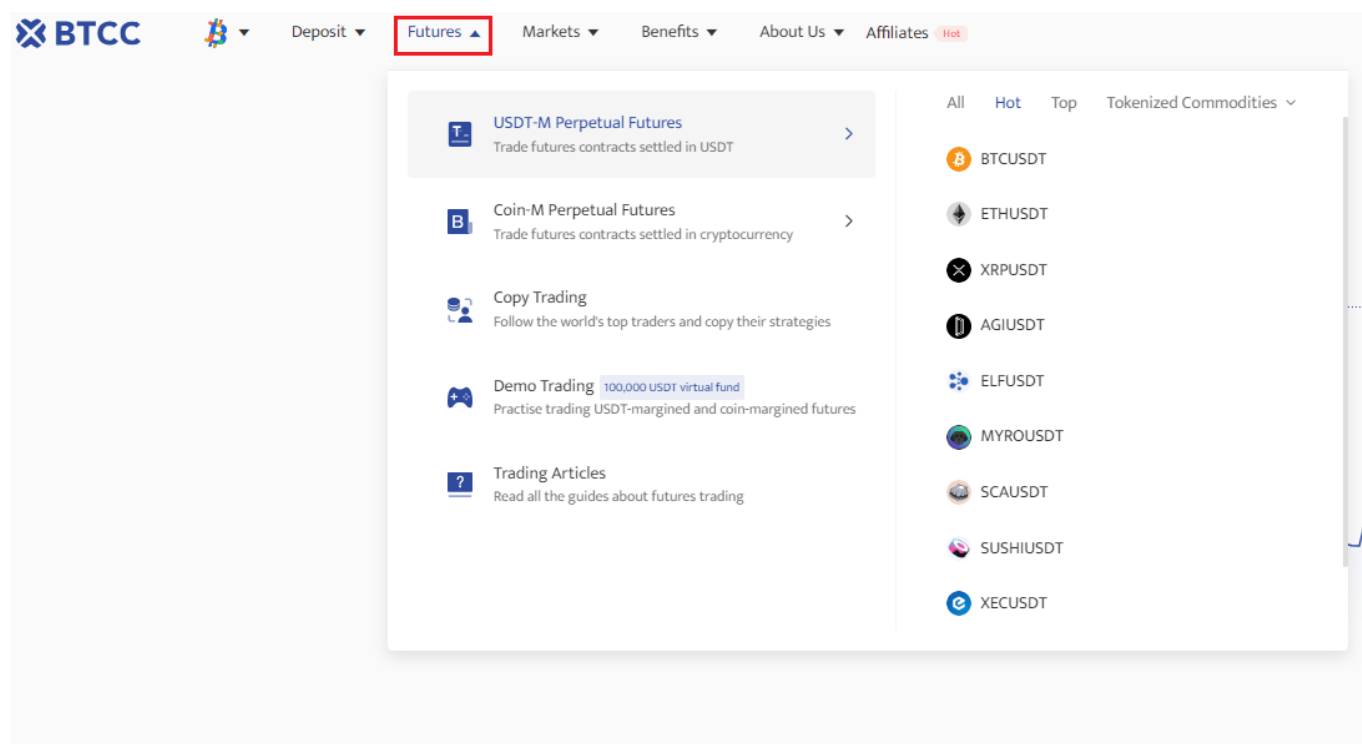 BTCC
Deposit
Futures
Markets
Benefits
About Us
Affiliates
Hot
USDT-M Perpetual Futures
Trade futures contracts settled in USDT
Coin-M Perpetual Futures
Trade futures contracts settled in cryptocurrency
Copy Trading
Follow the world's top traders and copy their strategies
Demo Trading 100,000 USDT virtual fund
Practise trading USDT-margined and coin-margined futures
Trading Articles
Read all the guides about futures trading
All Hot Top Tokenized Commodities
BTCUSDT
ETHUSDT
XRPUSDT
AGIUSDT
ELFUSDT
MYROUSDT
SCAUSDT
SUSHIUSDT
XECUSDT